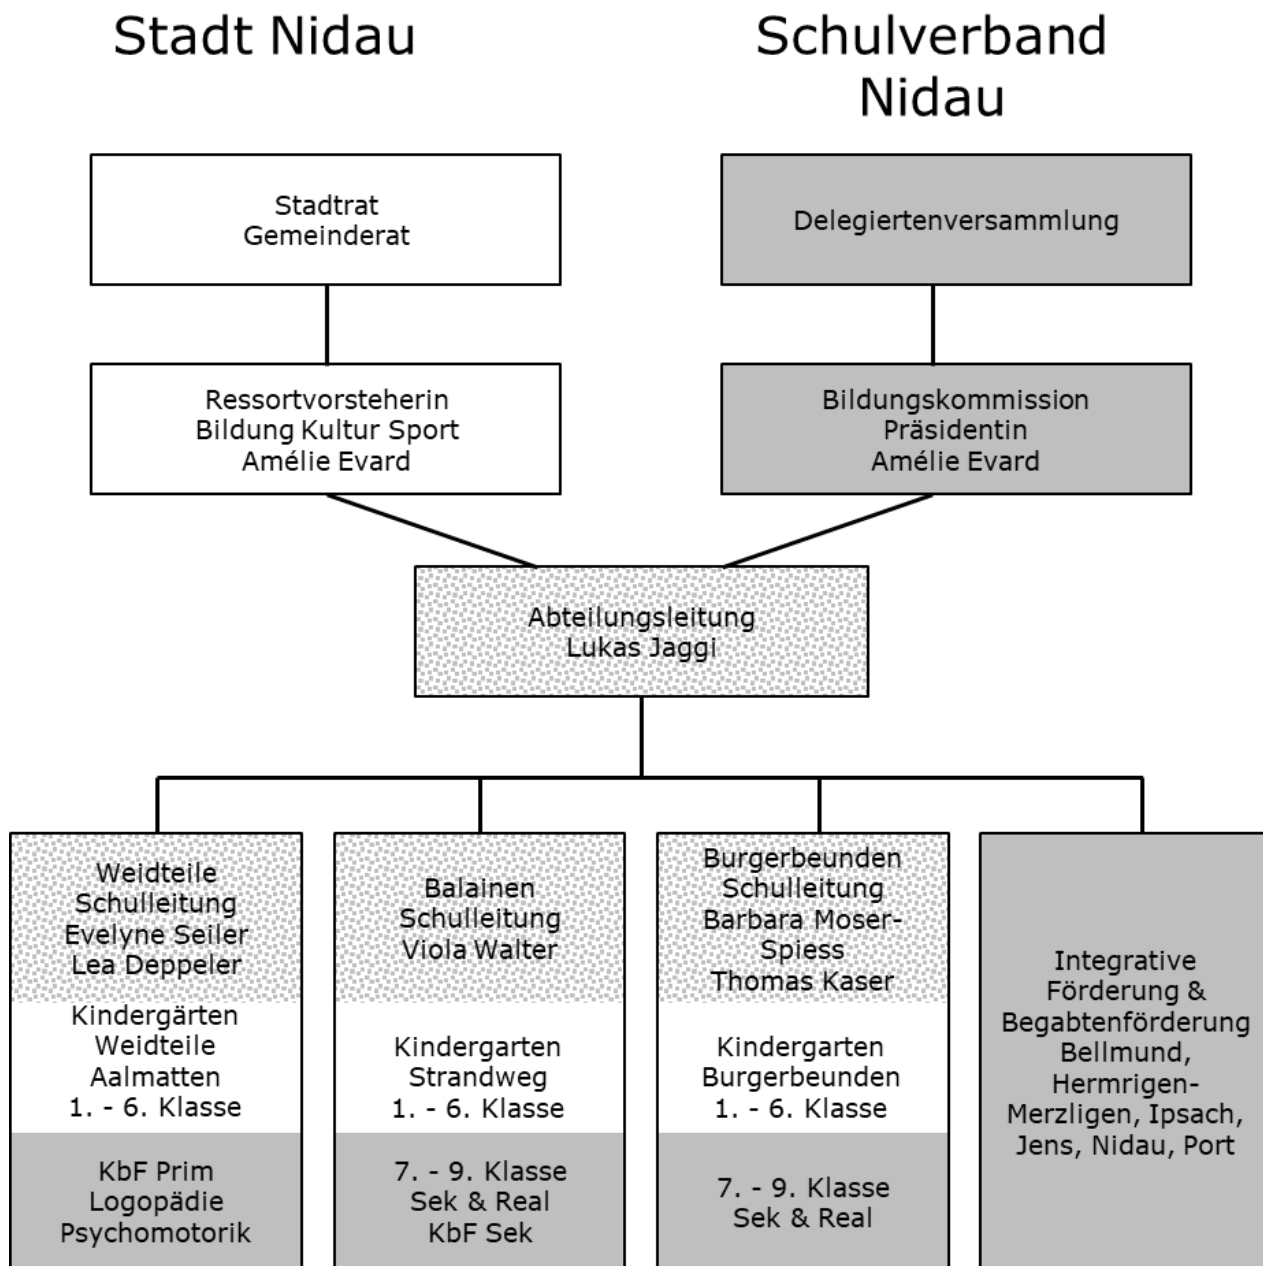 Stadt Nidau
Schulverband
Nidau
Stadtrat
Gemeinderat
Delegiertenversammlung
Ressortvorsteherin
Bildung Kultur Sport
Amélie Evard
Bildungskommission
Präsidentin
Amélie Evard
Abteilungsleitung
Lukas Jaggi
Weidteile
Schulleitung
Evelyne Seiler
Lea Deppeler
Kindergärten
Weidteile
Aalmatten
1. - 6. Klasse
KbF Prim
Logopädie
Psychomotorik
Balainen
Schulleitung
Viola Walter
Kindergarten
Strandweg
1. - 6. Klasse
7. - 9. Klasse
Sek & Real
KbF Sek
Burgerbeunden
Schulleitung
Barbara Moser-
Spiess
Thomas Kaser
Kindergarten
Burgerbeunden
1. - 6. Klasse
7. - 9. Klasse
Sek & Real
Integrative
Förderung &
Begabtenförderung
Bellmund,
Hermrigen-
Merzligen, Ipsach,
Jens, Nidau, Port